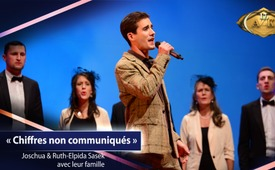 « Chiffres non communiqués »
Joschua & Ruth-Elpida Sasek
avec leur famille